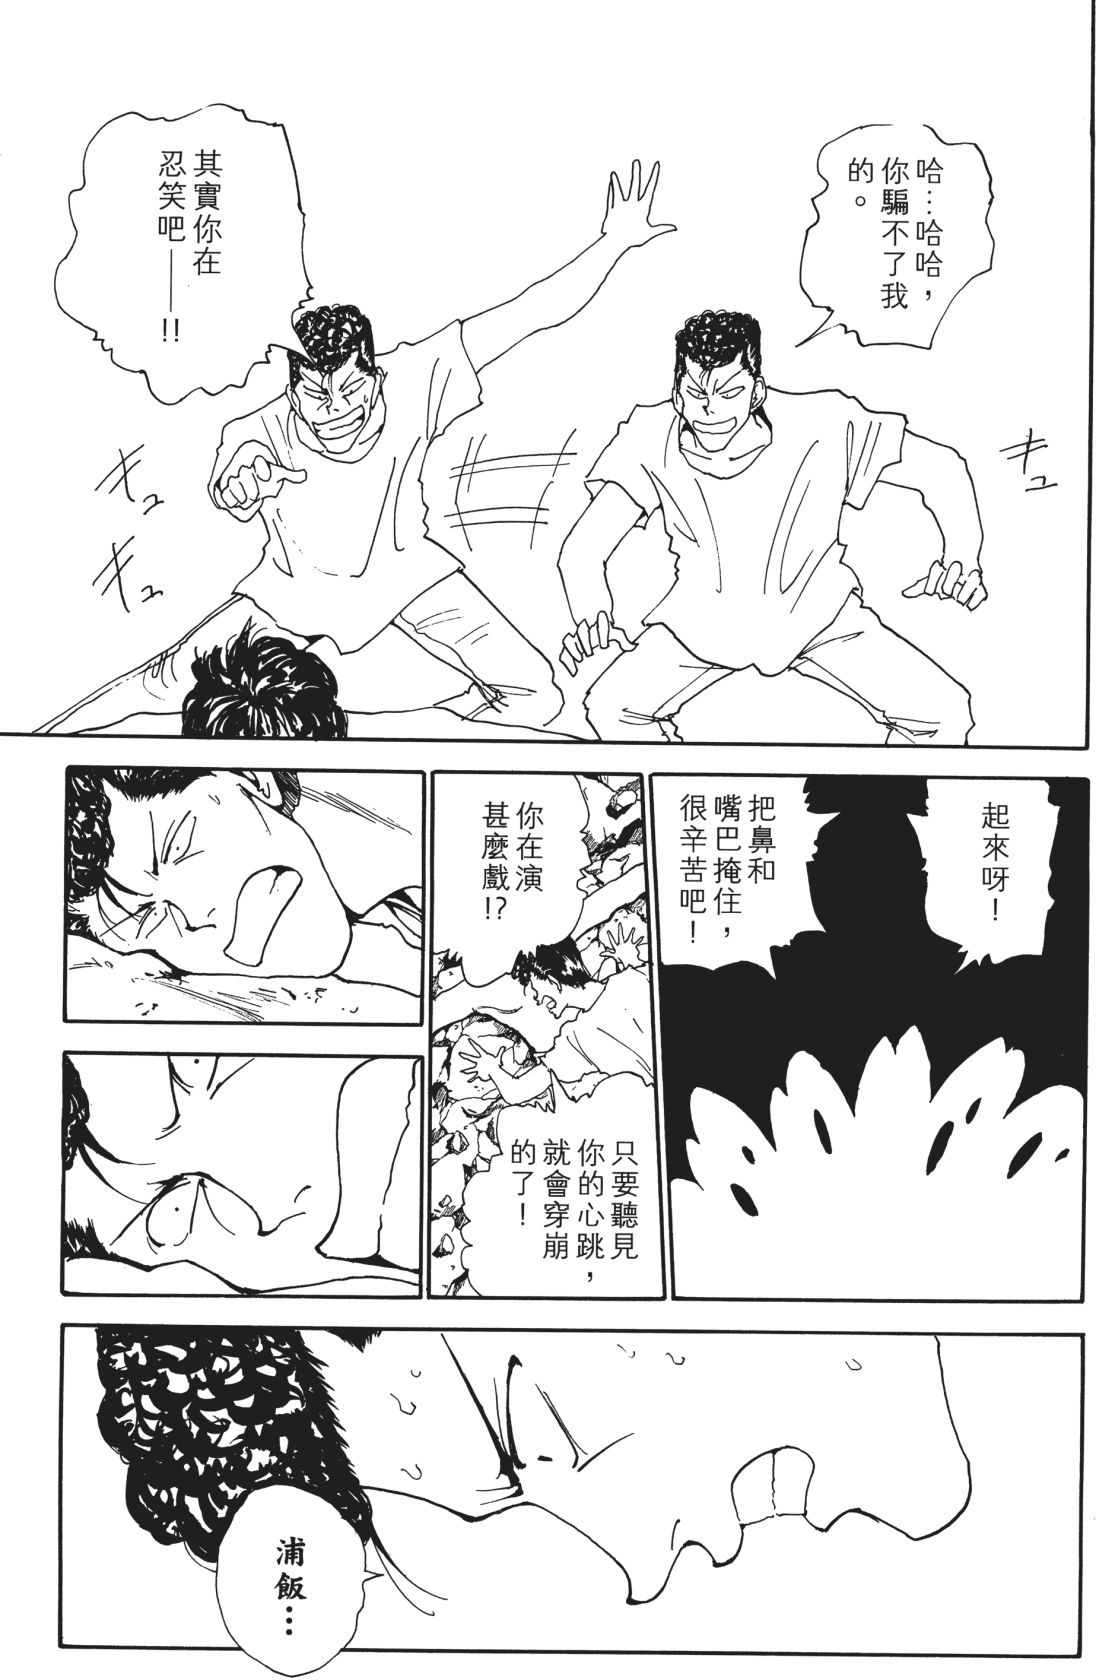 哈…哈哈，
你騙不了我
的。
其實你在
忍笑吧──!!
キュ
キュ
キュ
起來呀！
把鼻和
嘴巴掩住，
很辛苦吧！
你在演
甚麼戲!?
只要聽見
你的心跳，
就會穿崩
的了！
浦飯…